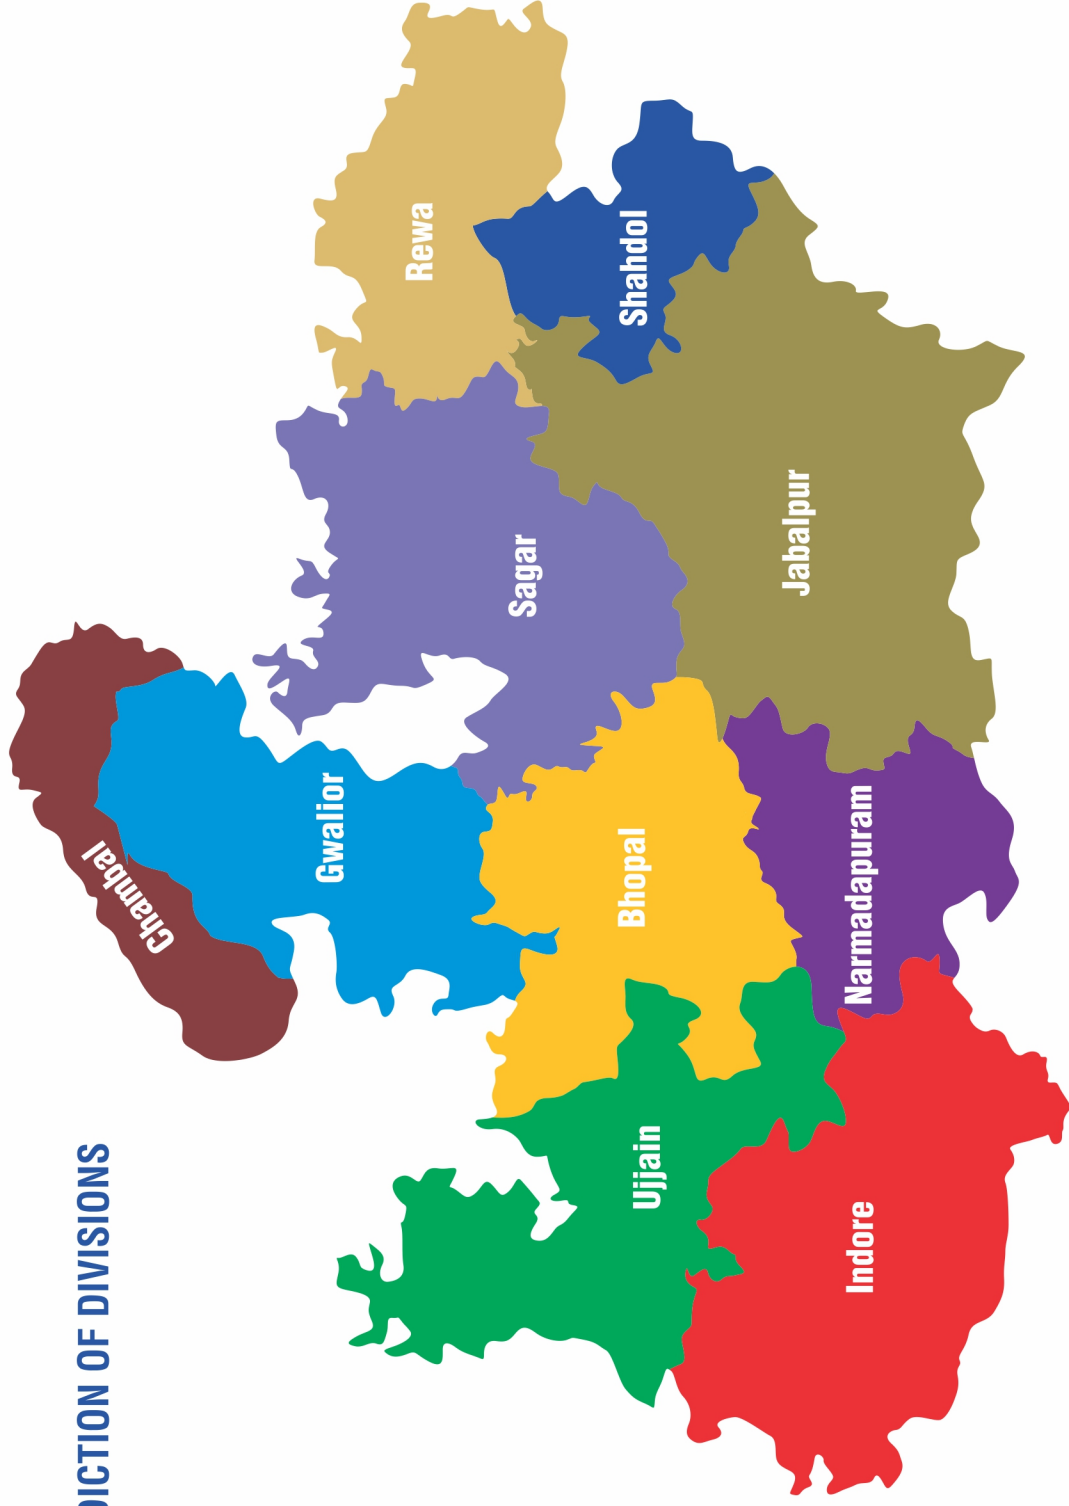 DICTION OF DIVISIONS
Chambal
Gwalior
Rewa
Sagar
Shahdol
Bhopal
Ujjain
Jabalpur
Narmadapuram
Indore